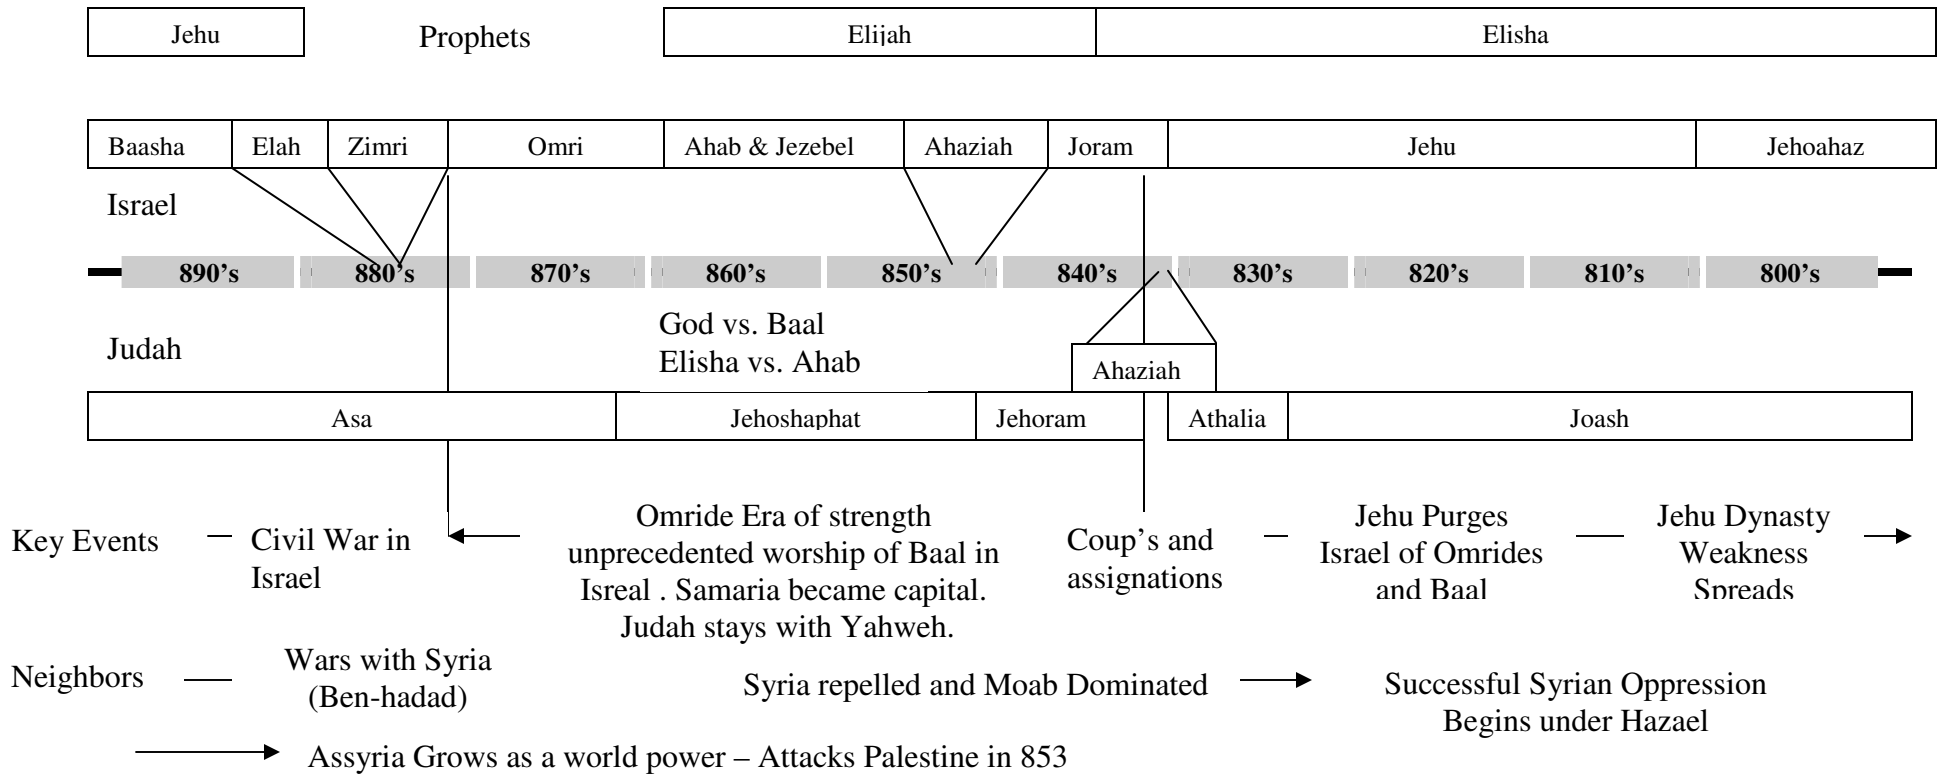 Jehu
Prophets
Elijah
Elisha
Baasha
Elah
Zimri
Omri
Ahab & Jezebel
Ahaziah
Joram
Jehu
Jehoahaz
Israel
890's
880's
870's
860's
850's
840's
830's
820's
810's
800's
God vs. Baal
Elisha vs. Ahab
Judah
Ahaziah
Asa
Jehoshaphat
Jehoram
Athalia
Joash
Key Events
Civil War in
Israel
Omride Era of strength
unprecedented worship of Baal in
Isreal . Samaria became capital.
Judah stays with Yahweh.
Coup's and
assignations
Jehu Purges
Israel of Omrides
and Baal
Jehu Dynasty
Weakness
Spreads
Neighbors
Wars with Syria
(Ben-hadad)
Syria repelled and Moab Dominated
Successful Syrian Oppression
Begins under Hazael
Assyria Grows as a world power – Attacks Palestine in 853